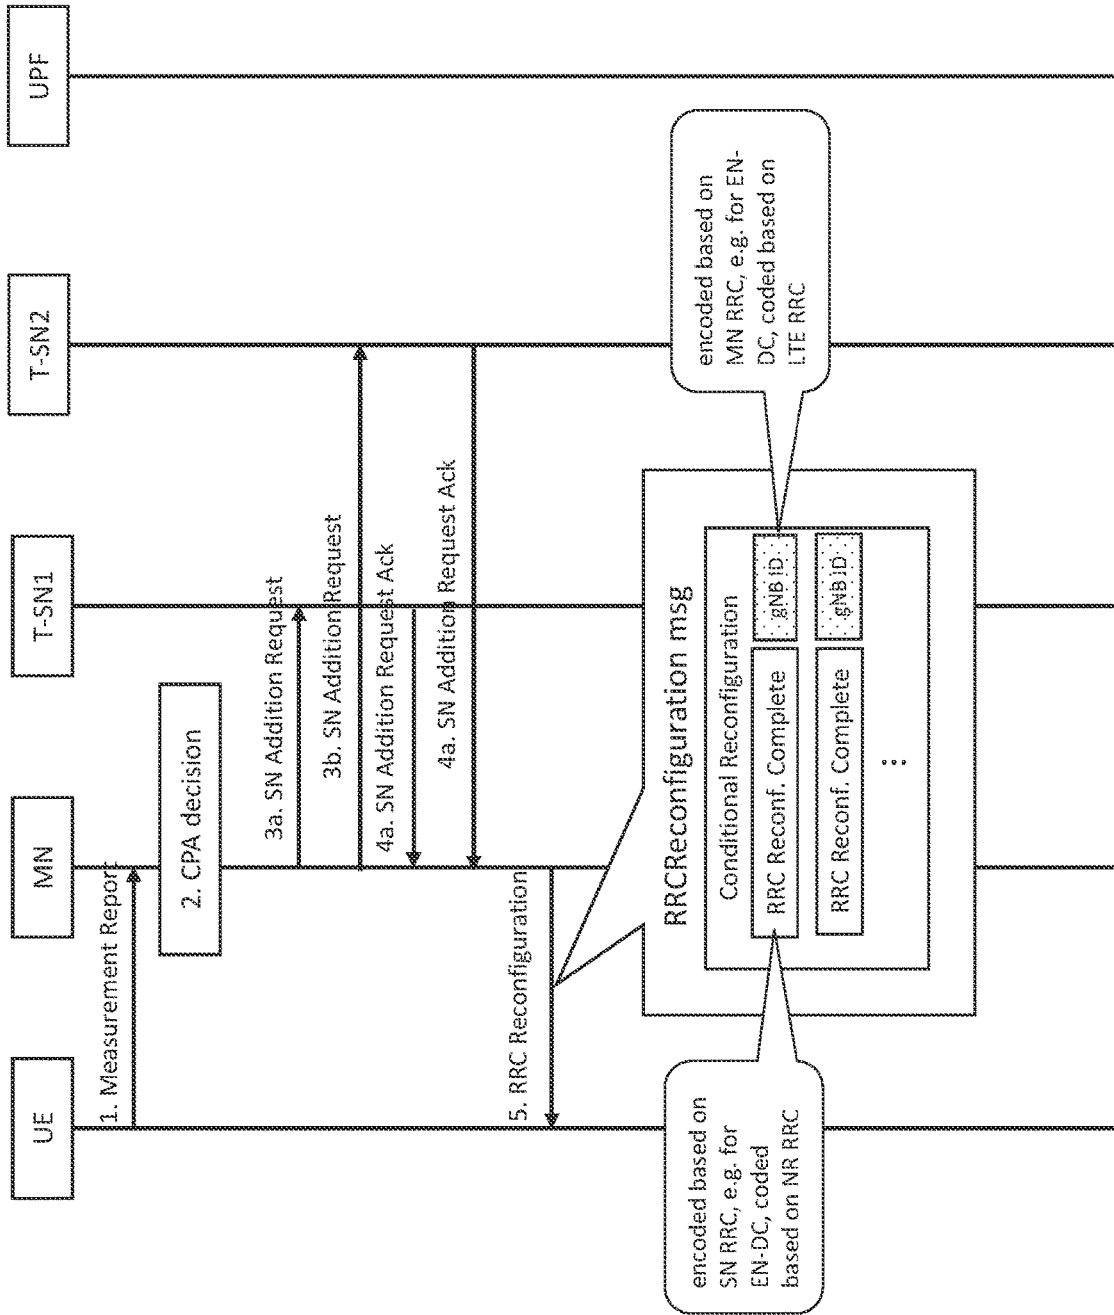 UE
MN
T-SN1
T-SN2
UPF
1. Measurement Report
2. CPA decision
3a. SN Addition Request
3b. SN Addition Request
4a. SN Addition Request Ack
4a. SN Addition Request Ack
5. RRC Reconfiguration
RRCReconfiguration msg
Conditional Reconfiguration
RRC Reconf. Complete
gNB ID
RRC Reconf. Complete
gNB ID
...
encoded based on
SN RRC, e.g. for
EN-DC, coded
based on NR RRC
encoded based on
MN RRC, e.g. for EN-
DC, coded based on
LTE RRC